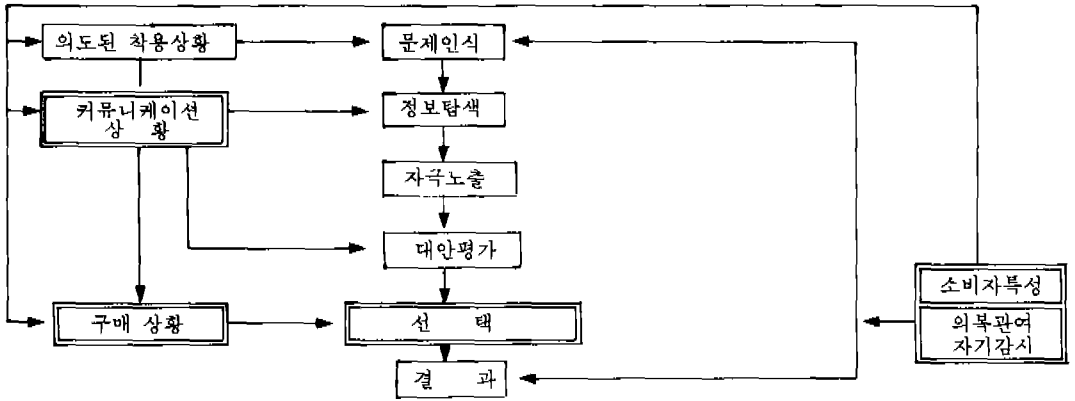 의도된 착용상황
문제인식
커뮤니케이션
상 황
정보탐색
자극노출
대안평가
구매 상황
선 택
결 과
소비자특성
의복관여
자기감시